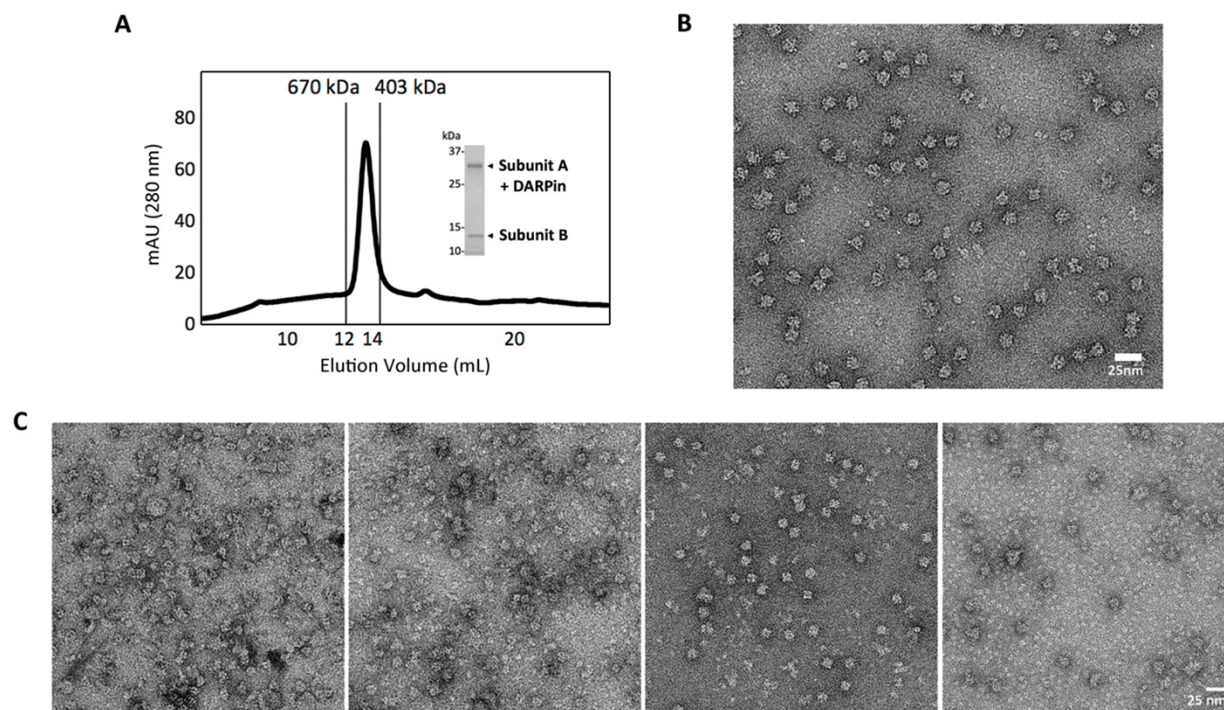 A
B
670 kDa
403 kDa
80
60
40
20
0
mAU (280 nm)
kDa
37-
25-
15-
10-
Subunit A
+ DARPin
Subunit B
10
12
14
20
Elution Volume (mL)
25nm
C
25 nm